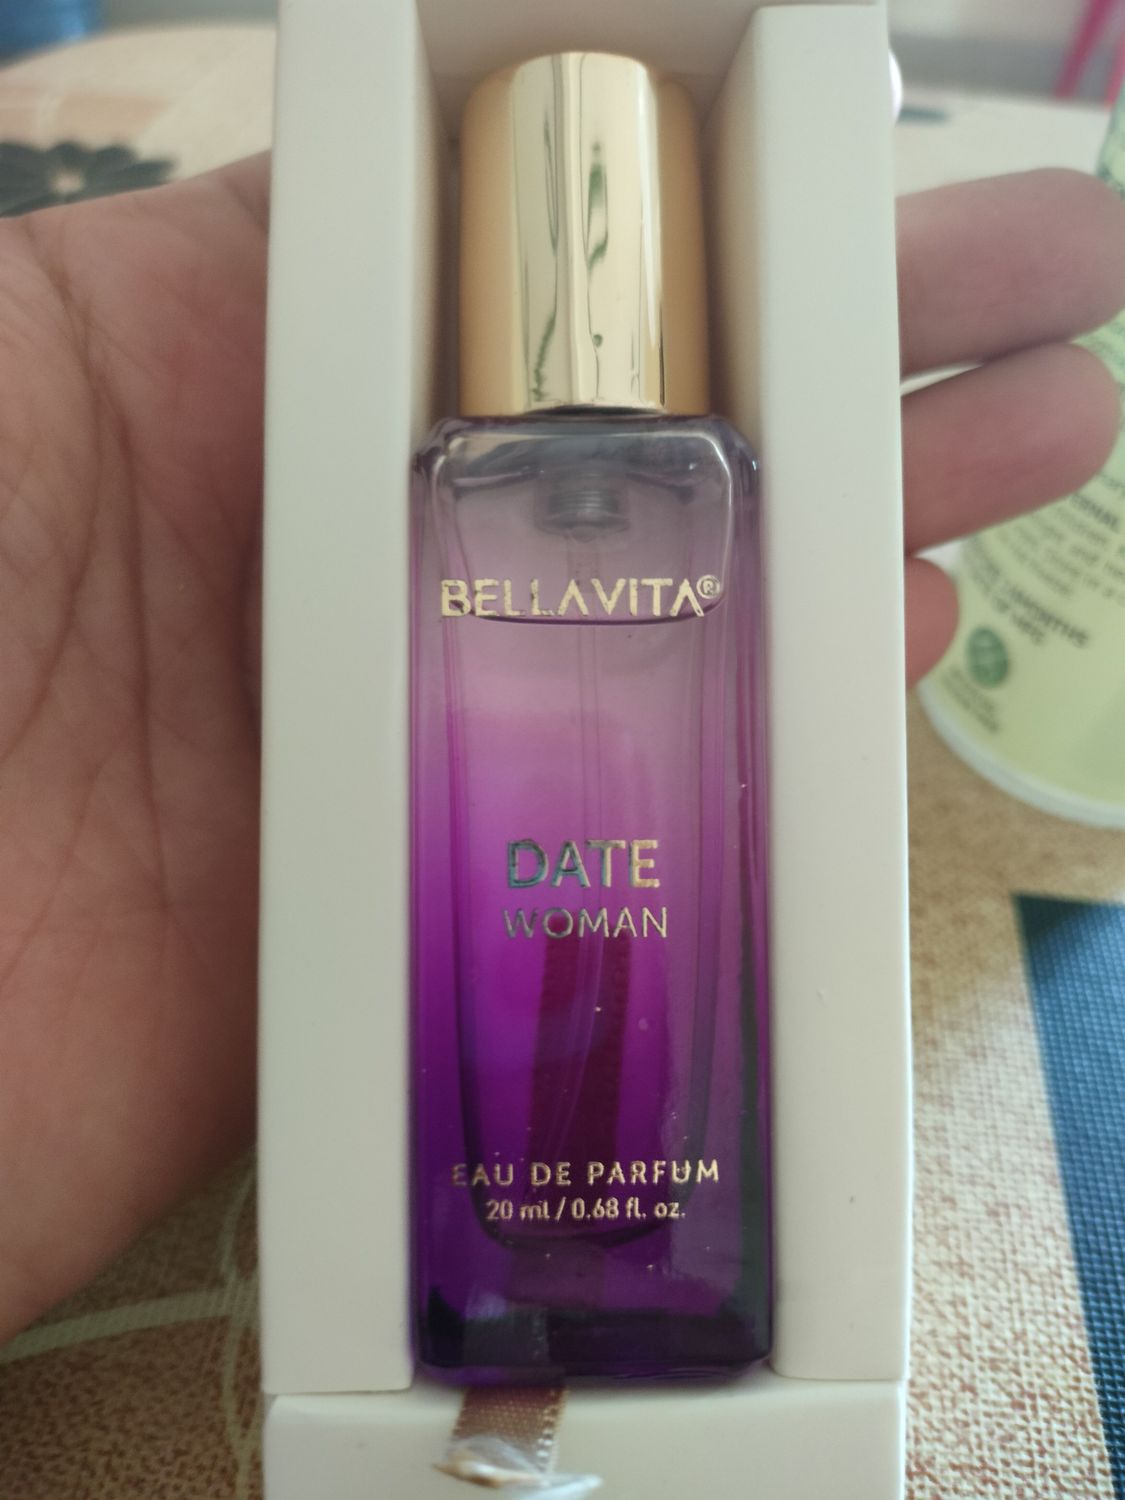 BELLAVITA®
DATE
WOMAN
EAU DE PARFUM
20 ml / 0.68 fl. oz.